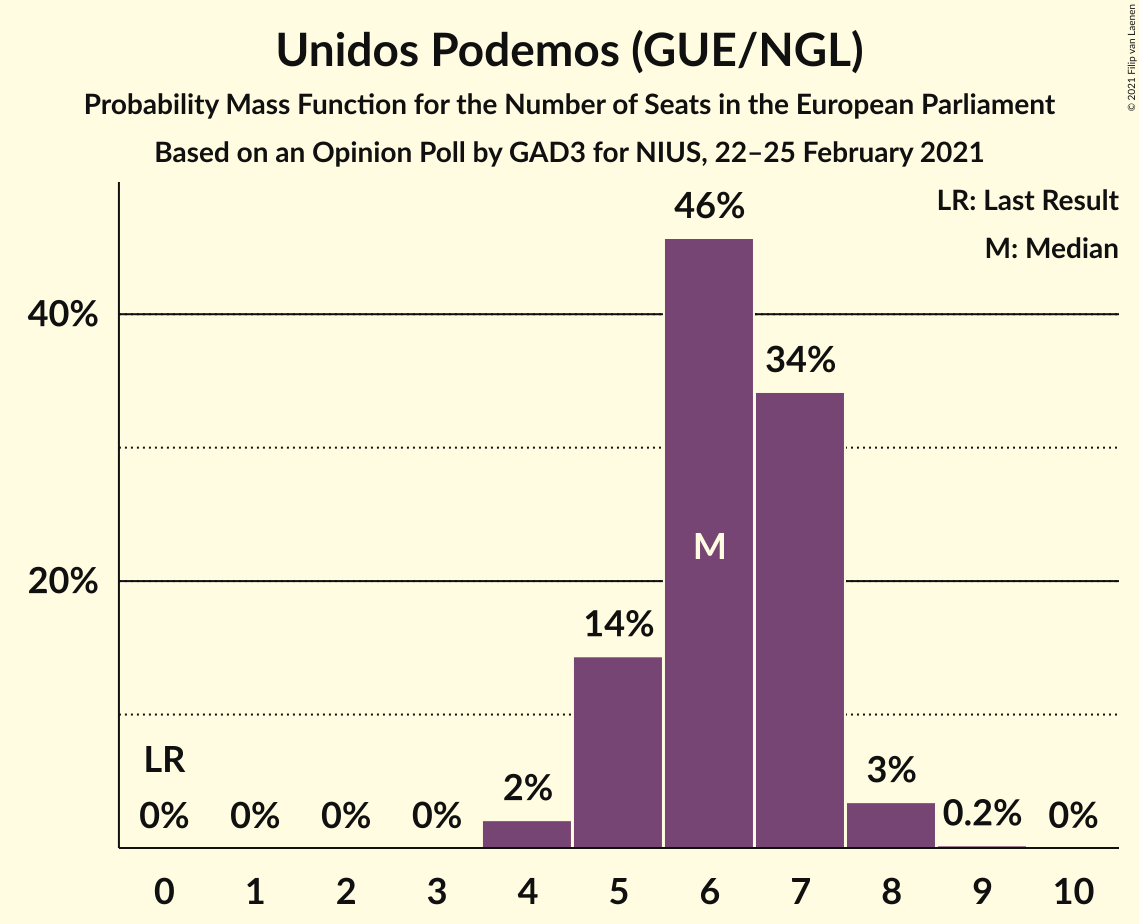 Unidos Podemos (GUE/NGL)
Probability Mass Function for the Number of Seats in the European Parliament
Based on an Opinion Poll by GAD3 for NIUS, 22–25 February 2021
© 2021 Filip van Laenen
LR: Last Result
M: Median
46%
40%
34%
M
20%
14%
LR
0% 0% 0% 0% 2% 3% 0.2% 0%
0 1 2 3 4 5 6 7 8 9 10